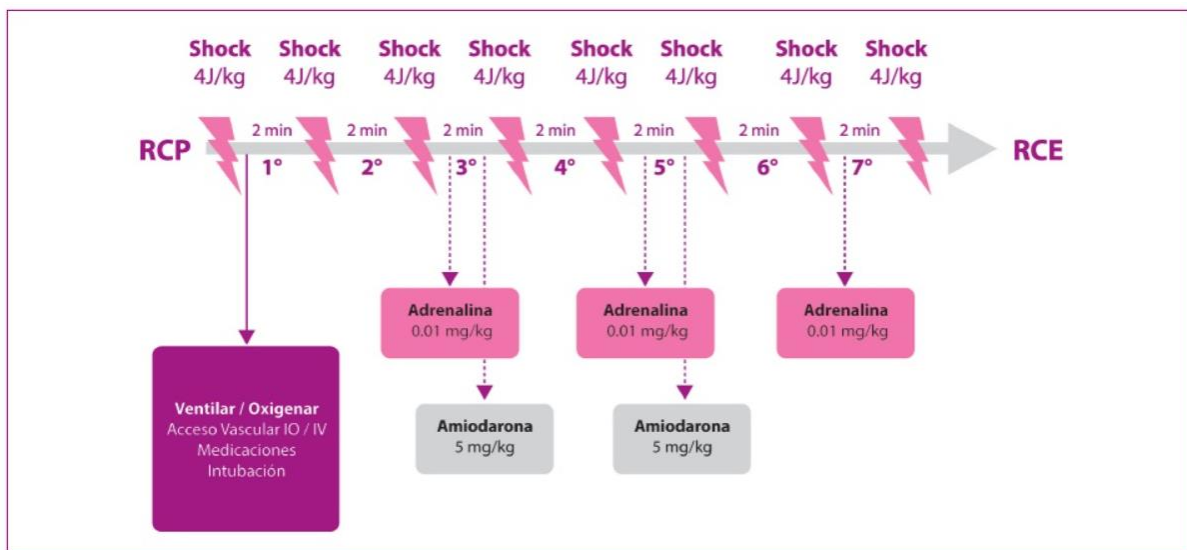 Shock Shock Shock Shock Shock Shock Shock Shock
4J/kg 4J/kg 4J/kg 4J/kg 4J/kg 4J/kg 4J/kg 4J/kg
2 min 2 min 2 min 2 min 2 min 2 min 2 min
RCP RCE
1° 2° 3° 4° 5° 6° 7°
Adrenalina Adrenalina Adrenalina
0.01 mg/kg 0.01 mg/kg 0.01 mg/kg
Ventilar / Oxigenar
Acceso Vascular IO / IV
Medicaciones
Intubación
Amiodarona Amiodarona
5 mg/kg 5 mg/kg